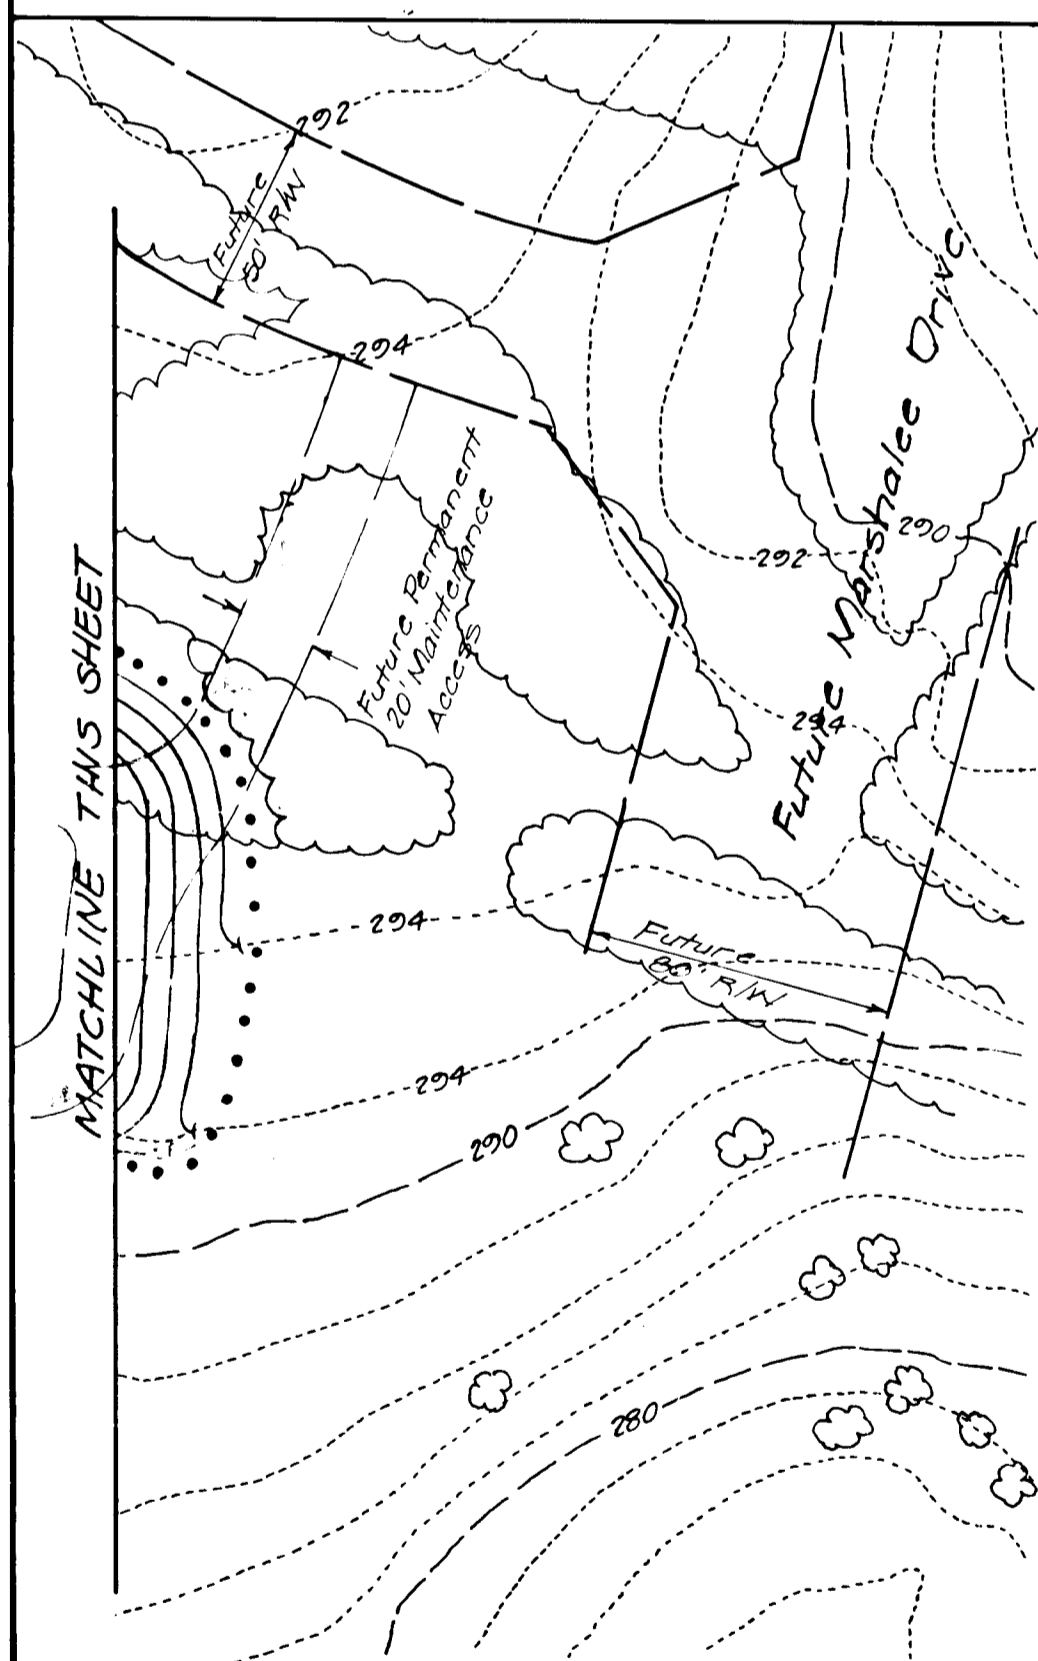 292
Future
50' R/W
294
Future Marshalee Drive
290
292
Future Permanent
20' Maintenance
Access
MATCHLINE THIS SHEET
294
294
Future
80' R/W
294
290
280